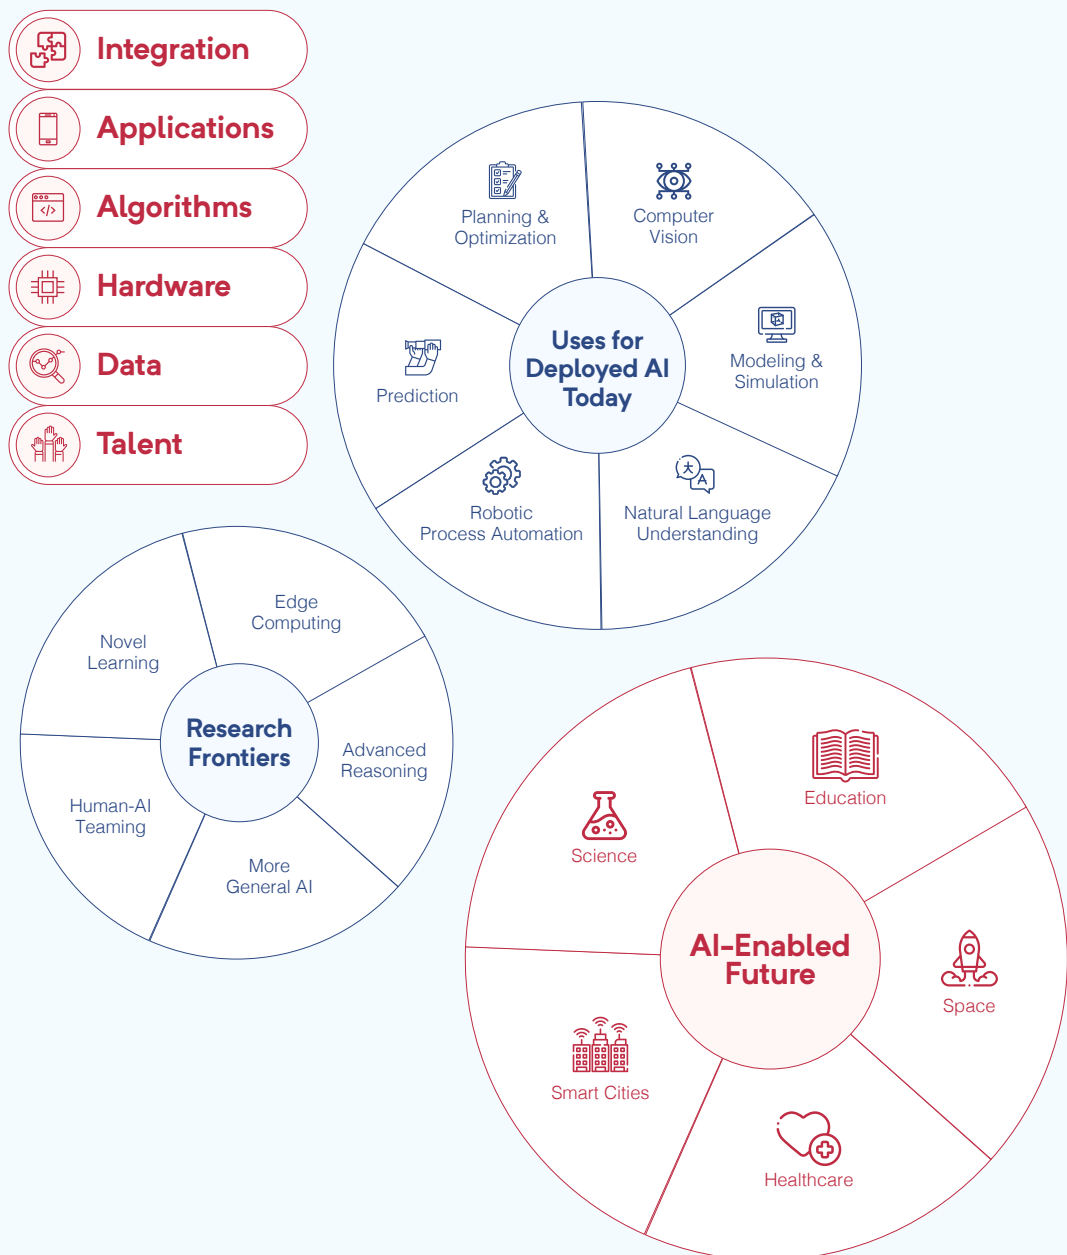 Integration
Applications
Algorithms
Hardware
Data
Talent
Uses for
Deployed AI
Today
Planning &
Optimization
Computer
Vision
Modeling &
Simulation
Natural Language
Understanding
Robotic
Process Automation
Prediction
Research
Frontiers
Novel
Learning
Edge
Computing
Advanced
Reasoning
More
General AI
Human-AI
Teaming
AI-Enabled
Future
Science
Education
Space
Healthcare
Smart Cities